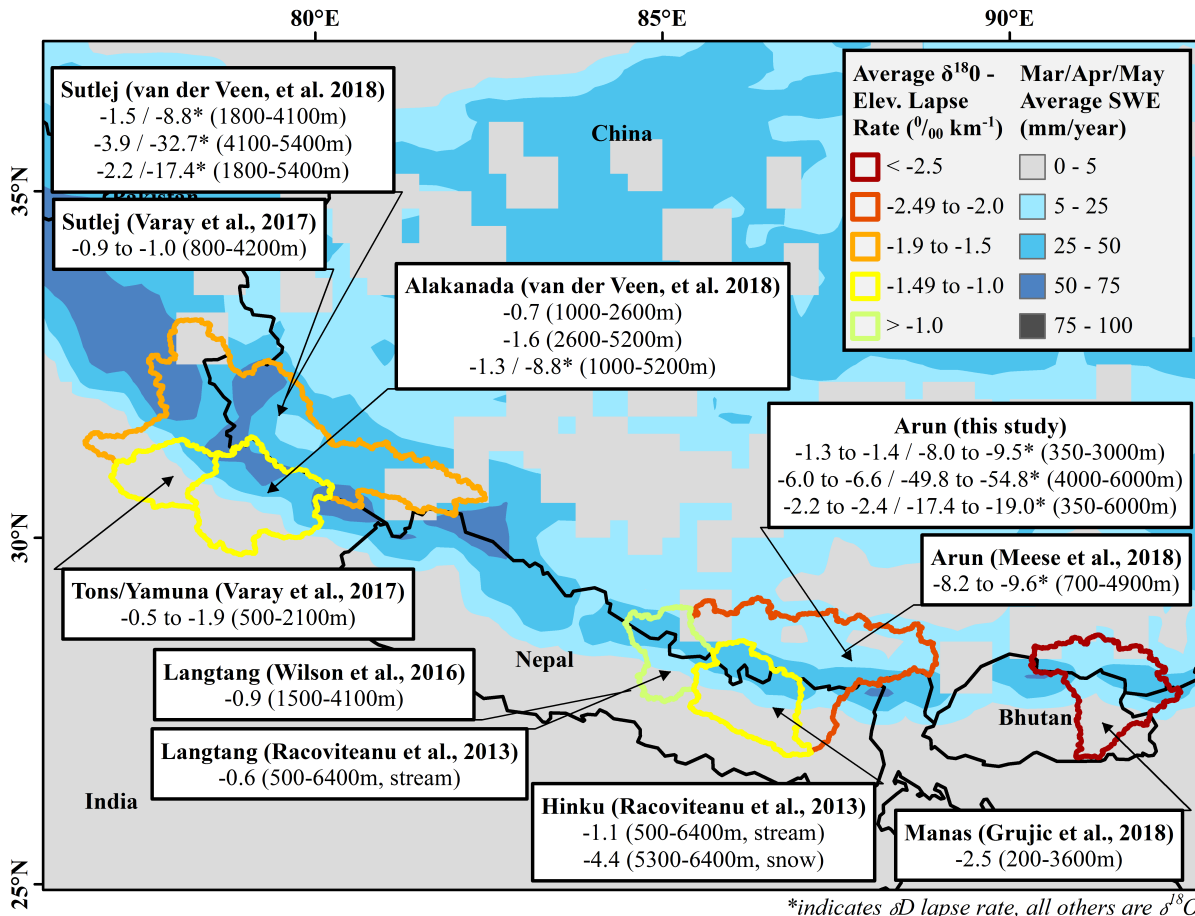 80°E
85°E
90°E
35°N
30°N
25°N
Sutlej (van der Veen, et al. 2018)
-1.5 / -8.8* (1800-4100m)
-3.9 / -32.7* (4100-5400m)
-2.2 /-17.4* (1800-5400m)
Pakistan
Sutlej (Varay et al., 2017)
-0.9 to -1.0 (800-4200m)
China
Alakanada (van der Veen, et al. 2018)
-0.7 (1000-2600m)
-1.6 (2600-5200m)
-1.3 / -8.8* (1000-5200m)
Average δ¹⁸0 -
Elev. Lapse
Rate (⁰/₀₀ km⁻¹)
< -2.5
-2.49 to -2.0
-1.9 to -1.5
-1.49 to -1.0
> -1.0
Mar/Apr/May
Average SWE
(mm/year)
0 - 5
5 - 25
25 - 50
50 - 75
75 - 100
Arun (this study)
-1.3 to -1.4 / -8.0 to -9.5* (350-3000m)
-6.0 to -6.6 / -49.8 to -54.8* (4000-6000m)
-2.2 to -2.4 / -17.4 to -19.0* (350-6000m)
Arun (Meese et al., 2018)
-8.2 to -9.6* (700-4900m)
Tons/Yamuna (Varay et al., 2017)
-0.5 to -1.9 (500-2100m)
Nepal
Langtang (Wilson et al., 2016)
-0.9 (1500-4100m)
Langtang (Racoviteanu et al., 2013)
-0.6 (500-6400m, stream)
Bhutan
India
Hinku (Racoviteanu et al., 2013)
-1.1 (500-6400m, stream)
-4.4 (5300-6400m, snow)
Manas (Grujic et al., 2018)
-2.5 (200-3600m)
*indicates δD lapse rate, all others are δ¹⁸O